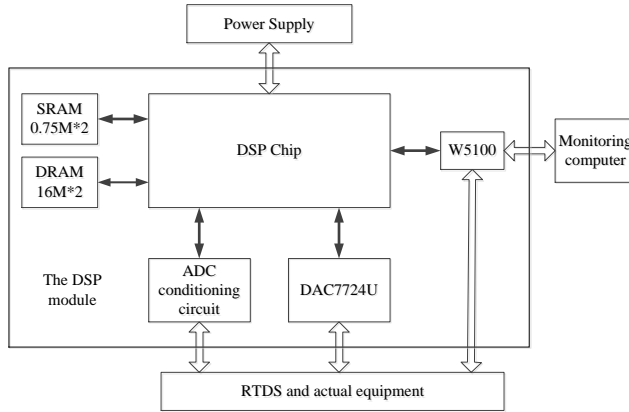 Power Supply
SRAM
0.75M*2
DSP Chip
W5100
Monitoring
computer
DRAM
16M*2
The DSP
module
ADC
conditioning
circuit
DAC7724U
RTDS and actual equipment